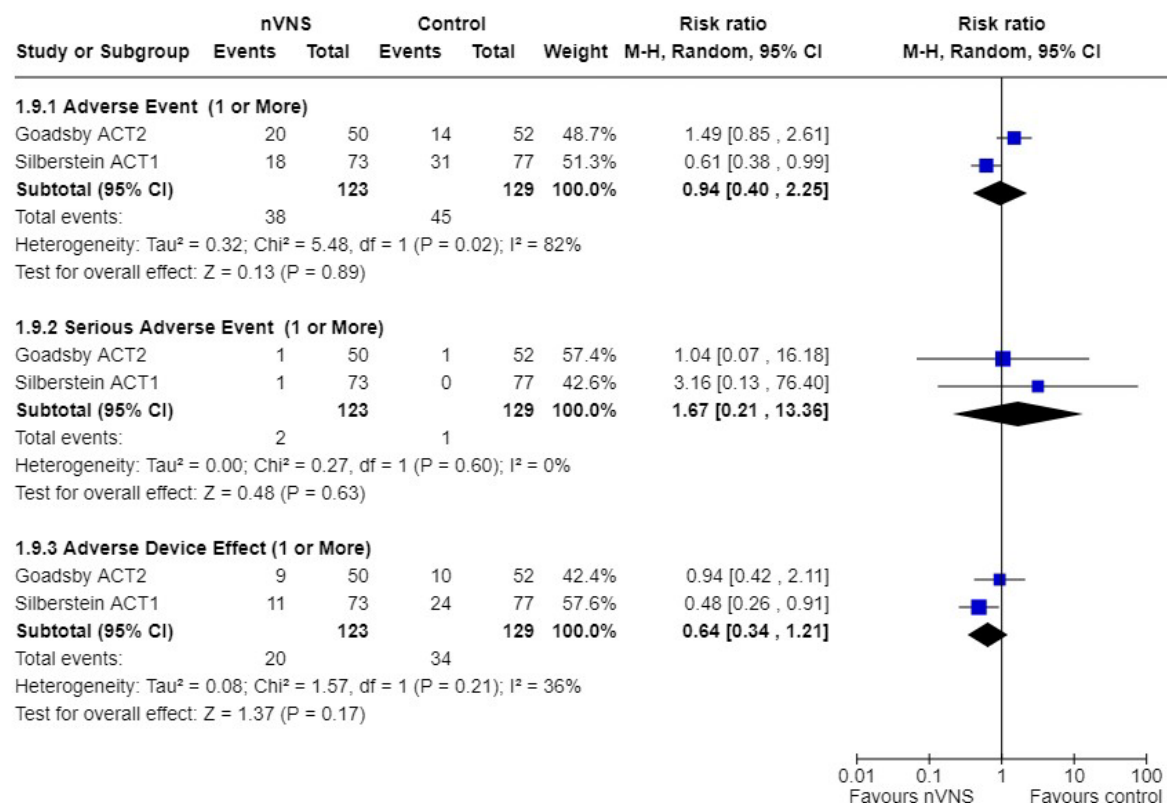 nVNS Control Risk ratio Risk ratio
Study or Subgroup Events Total Events Total Weight M-H, Random, 95% CI M-H, Random, 95% CI
1.9.1 Adverse Event (1 or More)
Goadsby ACT2 20 50 14 52 48.7% 1.49 [0.85 , 2.61]
Silberstein ACT1 18 73 31 77 51.3% 0.61 [0.38 , 0.99]
Subtotal (95% CI) 123 129 100.0% 0.94 [0.40 , 2.25]
Total events: 38 45
Heterogeneity: Tau² = 0.32; Chi² = 5.48, df = 1 (P = 0.02); I² = 82%
Test for overall effect: Z = 0.13 (P = 0.89)
1.9.2 Serious Adverse Event (1 or More)
Goadsby ACT2 1 50 1 52 57.4% 1.04 [0.07 , 16.18]
Silberstein ACT1 1 73 0 77 42.6% 3.16 [0.13 , 76.40]
Subtotal (95% CI) 123 129 100.0% 1.67 [0.21 , 13.36]
Total events: 2 1
Heterogeneity: Tau² = 0.00; Chi² = 0.27, df = 1 (P = 0.60); I² = 0%
Test for overall effect: Z = 0.48 (P = 0.63)
1.9.3 Adverse Device Effect (1 or More)
Goadsby ACT2 9 50 10 52 42.4% 0.94 [0.42 , 2.11]
Silberstein ACT1 11 73 24 77 57.6% 0.48 [0.26 , 0.91]
Subtotal (95% CI) 123 129 100.0% 0.64 [0.34 , 1.21]
Total events: 20 34
Heterogeneity: Tau² = 0.08; Chi² = 1.57, df = 1 (P = 0.21); I² = 36%
Test for overall effect: Z = 1.37 (P = 0.17)
0.01 0.1 1 10 100
Favours nVNS Favours control